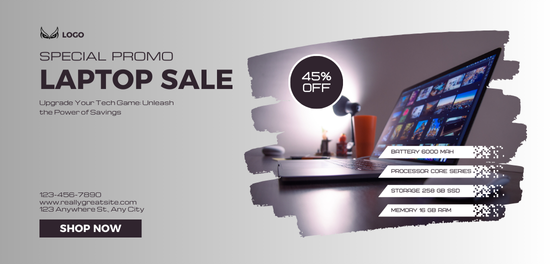 LOGO
SPECIAL PROMO
LAPTOP SALE
Upgrade Your Tech Game: Unleash
the Power of Savings
45%
OFF
BATTERY 6000 MAH
PROCESSOR CORE SERIES
STORAGE 258 GB SSD
MEMORY 16 GB RAM
123-456-7890
www.reallygreatsite.com
123 Anywhere St., Any City
SHOP NOW